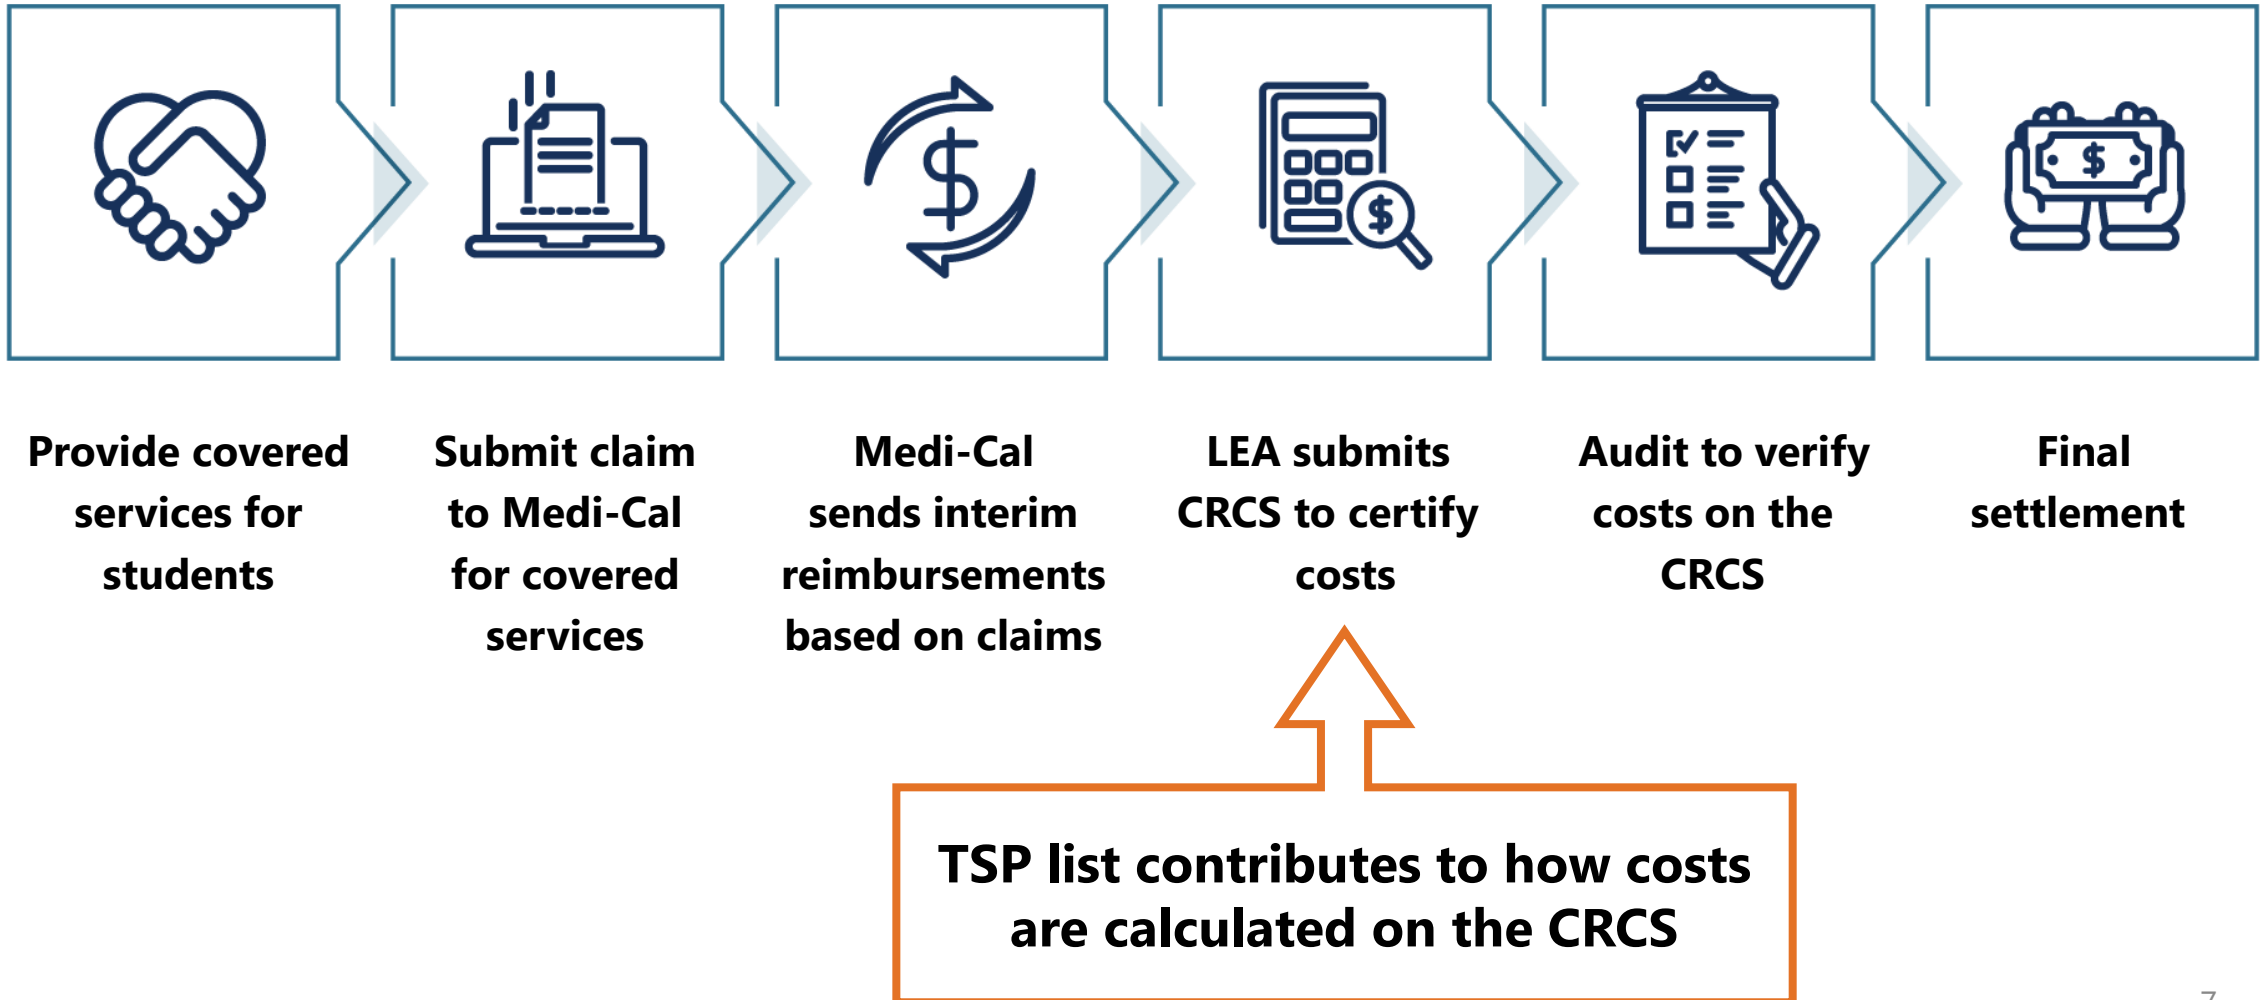 Provide covered
services for
students
Submit claim
to Medi-Cal
for covered
services
Medi-Cal
sends interim
reimbursements
based on claims
LEA submits
CRCS to certify
costs
Audit to verify
costs on the
CRCS
Final
settlement
TSP list contributes to how costs
are calculated on the CRCS
7